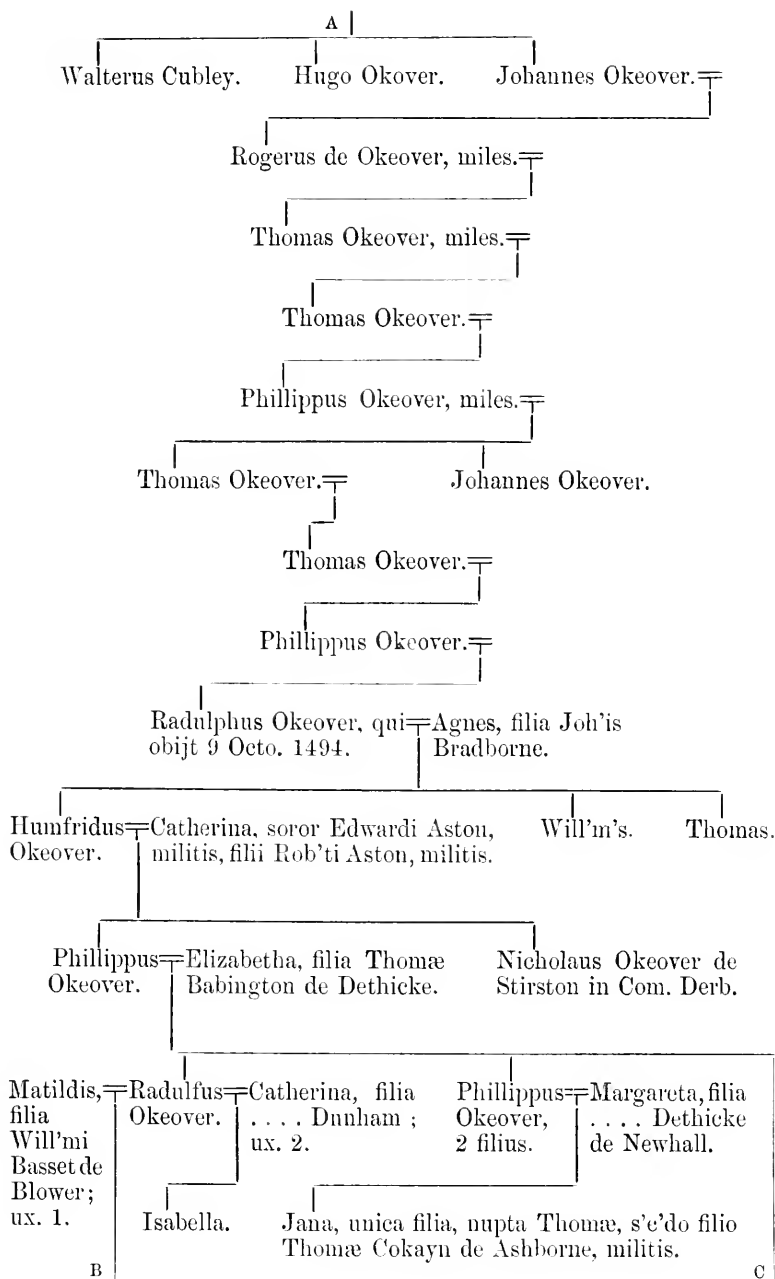 A
Walterus Cubley. Hugo Okover. Johannes Okeover.
Rogerus de Okeover, miles.
Thomas Okeover, miles.
Thomas Okeover.
Phillippus Okeover, miles.
Thomas Okeover. Johannes Okeover.
Thomas Okeover.
Phillippus Okeover.
Radulphus Okeover, qui
obijt 9 Octo. 1494.
Agnes, filia Joh'is
Bradborne.
Humfridus
Okeover.
Catherina, soror Edwardi Aston,
militis, filii Rob'ti Aston, militis.
Will'm's. Thomas.
Phillippus
Okeover.
Elizabetha, filia Thomæ
Babington de Dethicke.
Nicholaus Okeover de
Stirston in Com. Derb.
Matildis,
filia
Will'mi
Basset de
Blower;
ux. 1.
Radulfus
Okeover.
Catherina, filia
. . . . Dunham ;
ux. 2.
Phillippus
Okeover,
2 filius.
Margareta, filia
. . . . Dethicke
de Newhall.
Isabella.
Jana, unica filia, nupta Thomæ, s'c'do filio
Thomæ Cokayn de Ashborne, militis.
B C